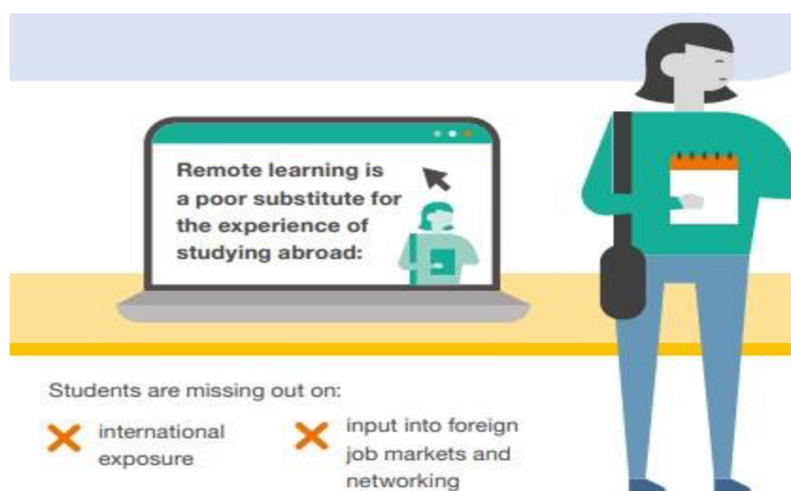 Remote learning is
a poor substitute for
the experience of
studying abroad:
Students are missing out on:
international
exposure
input into foreign
job markets and
networking